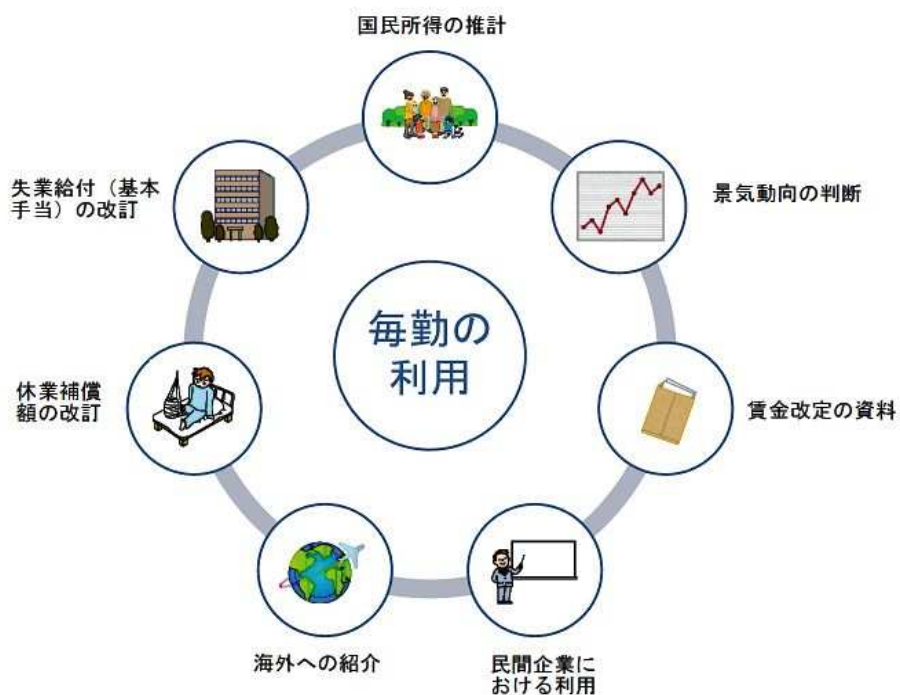 国民所得の推計
景気動向の判断
賃金改定の資料
民間企業に
おける利用
海外への紹介
休業補償
額の改訂
失業給付（基本
手当）の改訂
毎勤の
利用